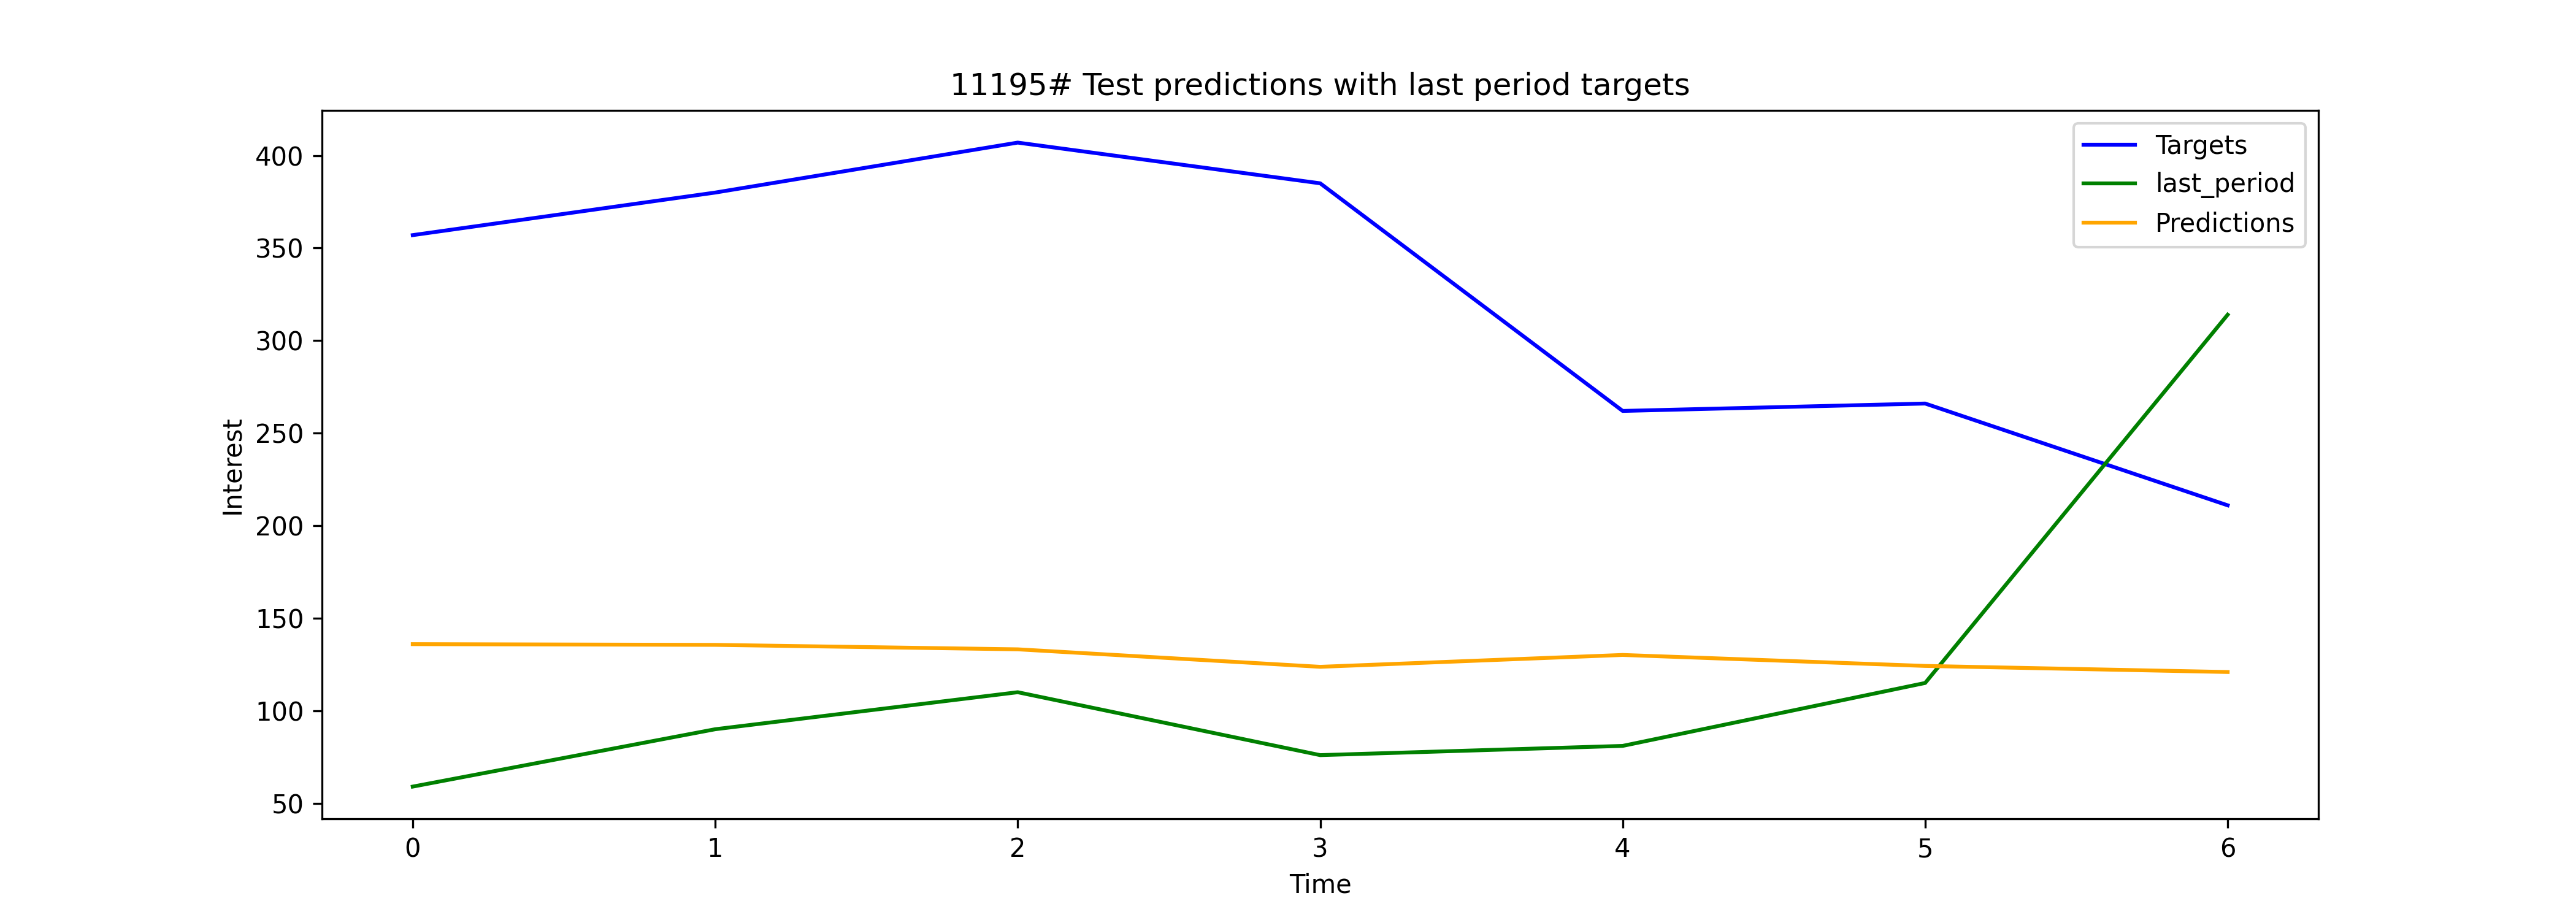 11195# Test predictions with last period targets
Targets
last_period
Predictions
400
350
300
250
200
150
100
50
Interest
0 1 2 3 4 5 6
Time